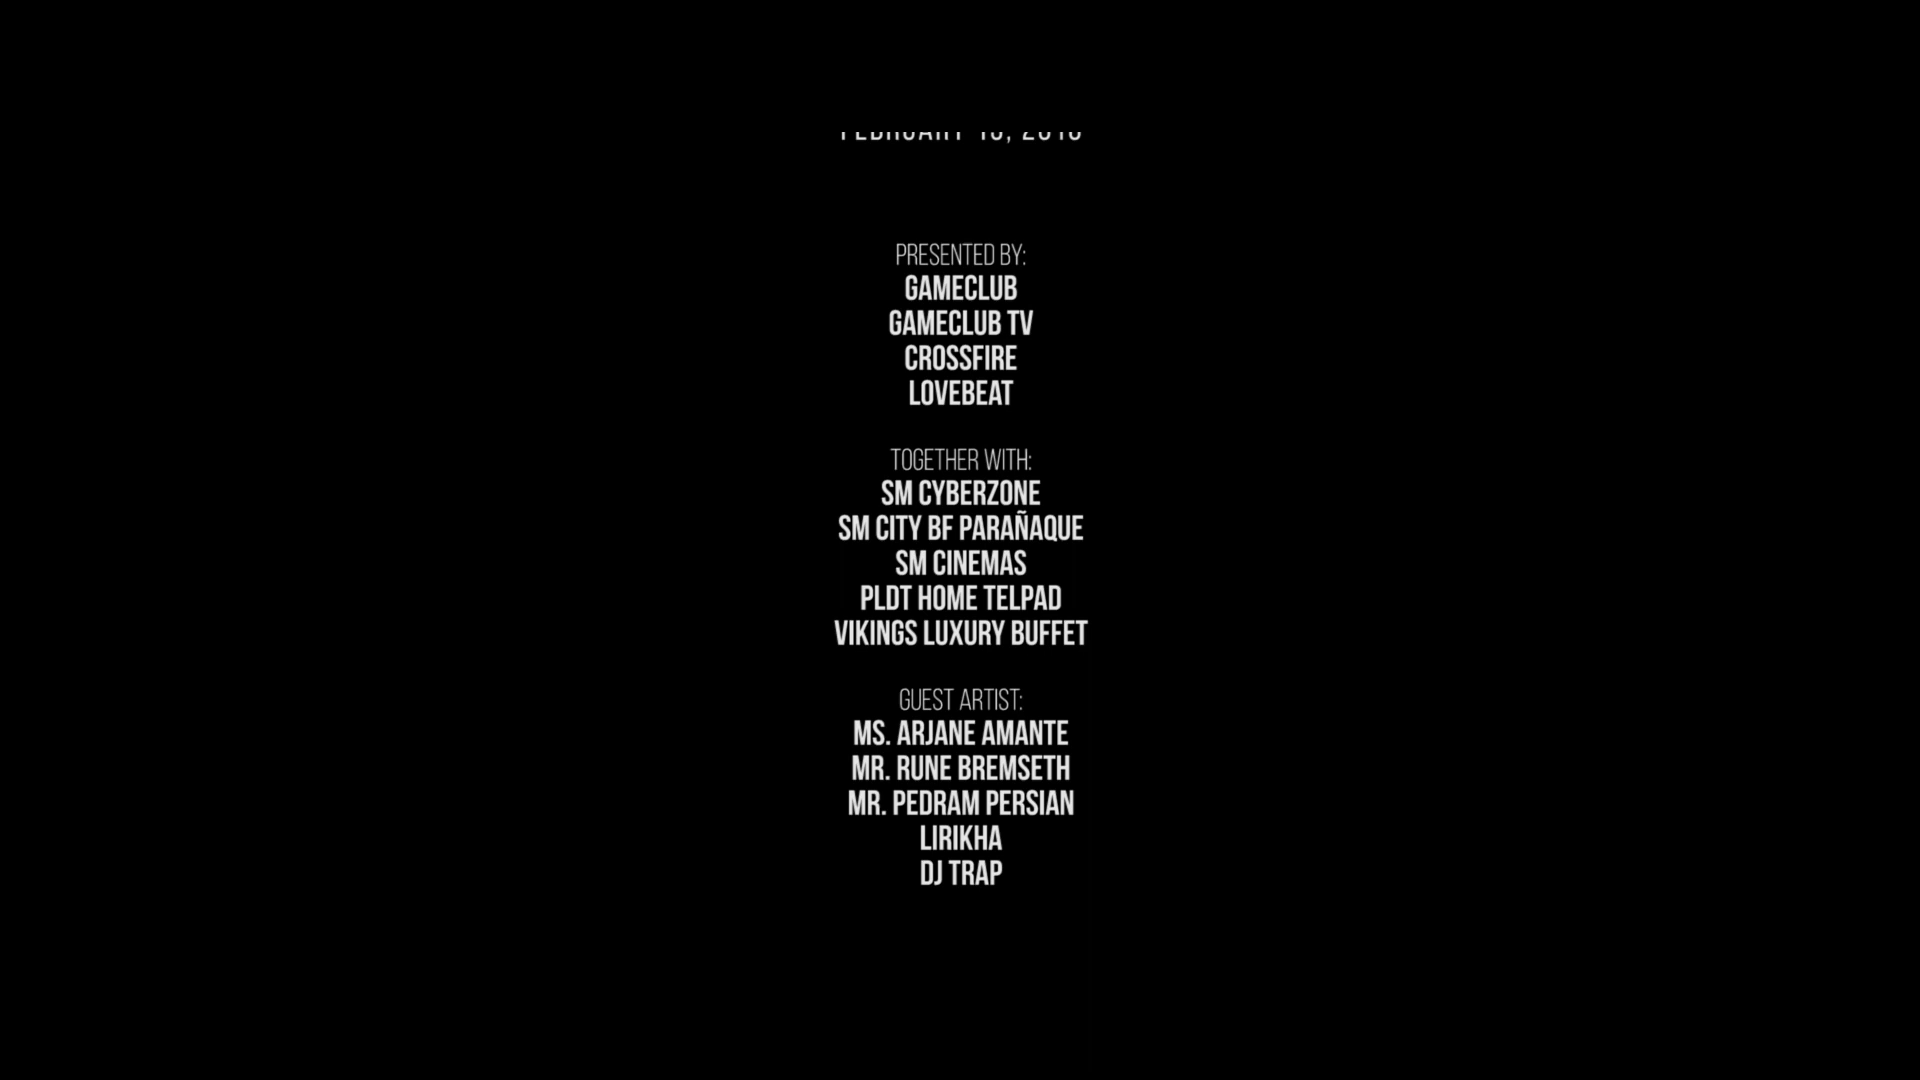 FEBRUARY
PRESENTED BY:
GAMECLUB
GAMECLUB TV
CROSSFIRE
LOVEBEAT
TOGETHER WITH:
SM CYBERZONE
SM CITY BF PARAÑAQUE
SM CINEMAS
PLDT HOME TELPAD
VIKINGS LUXURY BUFFET
GUEST ARTIST:
MS. ARJANE AMANTE
MR. RUNE BREMSETH
MR. PEDRAM PERSIAN
LIRIKHA
DJ TRAP